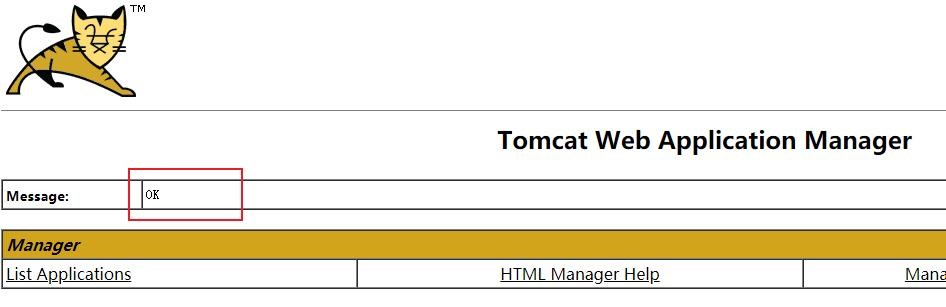 TM
Tomcat Web Application Manager
Message: OK
Manager
List Applications HTML Manager Help Mana